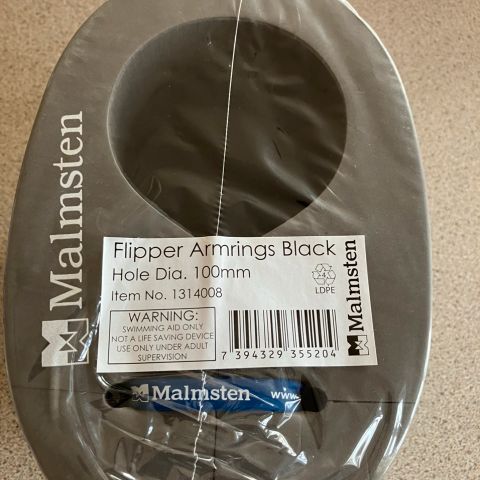 Malmsten
Flipper Armrings Black
Hole Dia. 100mm
Item No. 1314008
4
LDPE
Malmsten
WARNING:
SWIMMING AID ONLY
NOT A LIFE SAVING DEVICE
USE ONLY UNDER ADULT
SUPERVISION
7 394329 355204
Malmsten www.